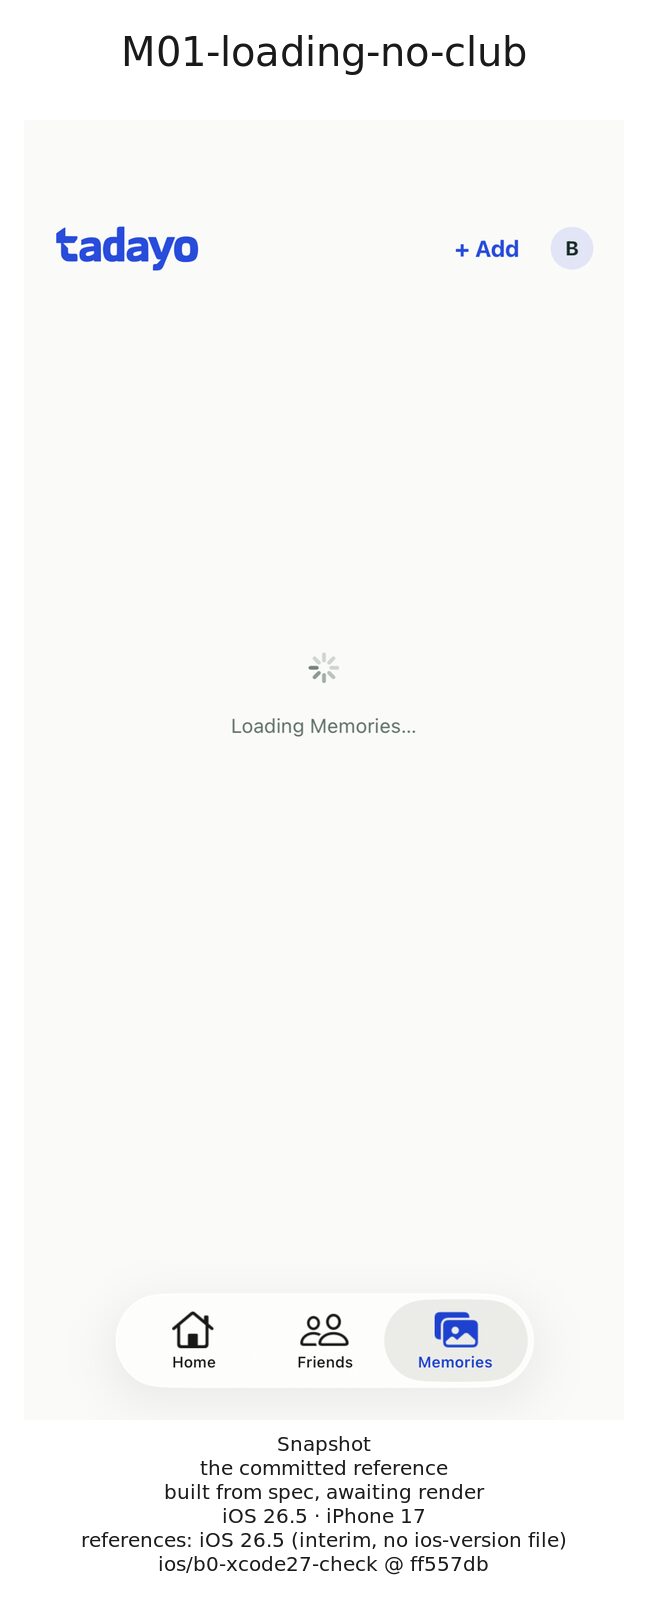 M01-loading-no-club
tadayo
+ Add
B
Loading Memories...
Home
Friends
Memories
Snapshot
the committed reference
built from spec, awaiting render
iOS 26.5 · iPhone 17
references: iOS 26.5 (interim, no ios-version file)
ios/b0-xcode27-check @ ff557db